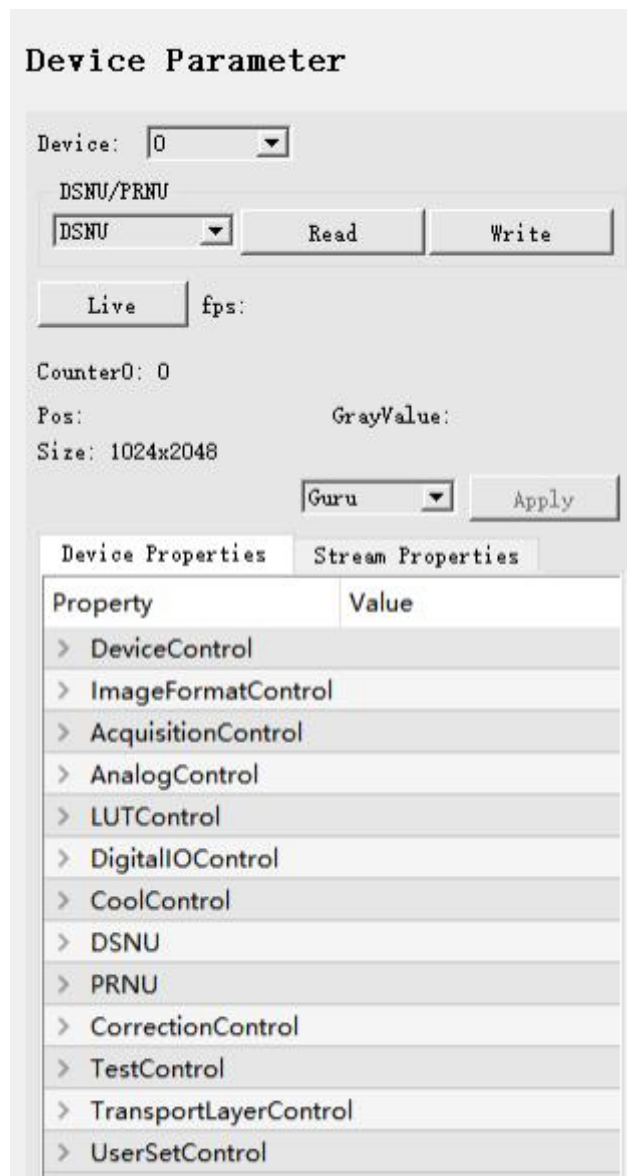 Device Parameter
Device: 0
DSNU/PRNU
DSNU Read Write
Live fps:
Counter0: 0
Pos: GrayValue:
Size: 1024x2048
Guru Apply
Device Properties Stream Properties
Property Value
DeviceControl
ImageFormatControl
AcquisitionControl
AnalogControl
LUTControl
DigitalIOControl
CoolControl
DSNU
PRNU
CorrectionControl
TestControl
TransportLayerControl
UserSetControl